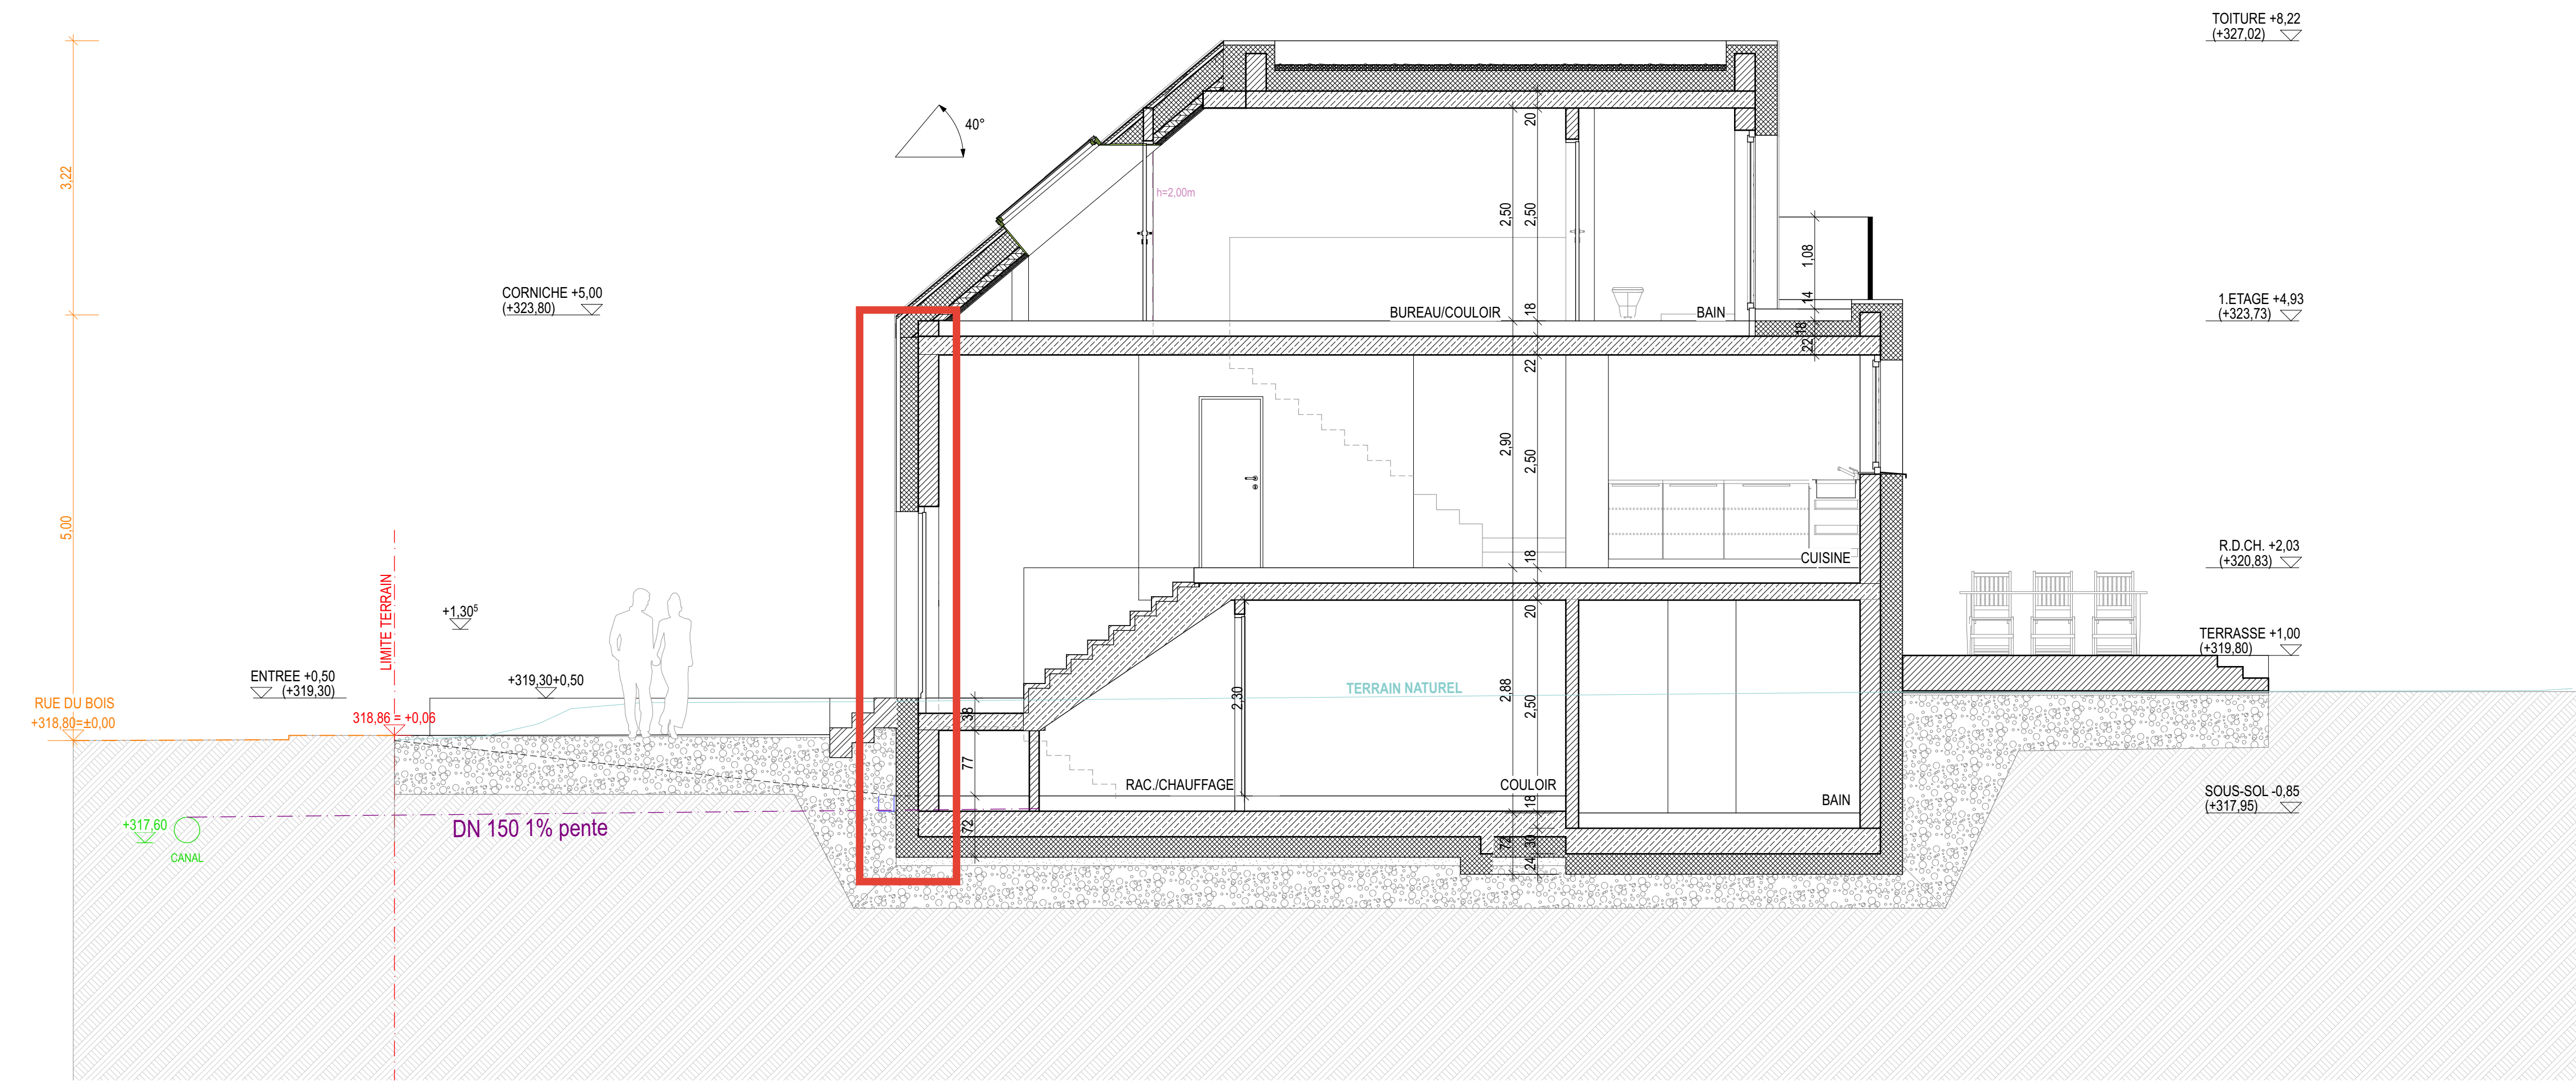 TOITURE +8,22
(+327,02)
40°
3,22
20
h=2,00m
2,50
2,50
1,08
14
CORNICHE +5,00
(+323,80)
BUREAU/COULOIR
18
BAIN
1.ETAGE +4,93
(+323,73)
18
22
22
5,00
2,90
2,50
LIMITE TERRAIN
18
CUISINE
R.D.CH. +2,03
(+320,83)
+1,30⁵
20
TERRASSE +1,00
(+319,80)
ENTREE +0,50
(+319,30)
+319,30+0,50
TERRAIN NATUREL
2,30
2,88
2,50
RUE DU BOIS
+318,80=±0,00
318,86 = +0,06
38
77
RAC./CHAUFFAGE
COULOIR
BAIN
SOUS-SOL -0,85
(+317,95)
18
+317,60
CANAL
DN 150 1% pente
72
72
30
24